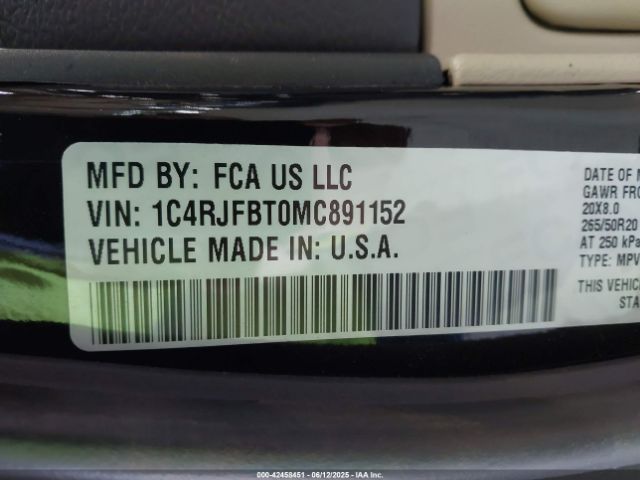 MFD BY: FCA US LLC
VIN: 1C4RJFBT0MC891152
VEHICLE MADE IN: U.S.A.
DATE OF M
GAWR FRO
20X8.0
265/50R20
AT 250 kPa
TYPE: MPV
THIS VEHIC
STA
000-42458451 - 06/12/2025 - IAAI, Inc.